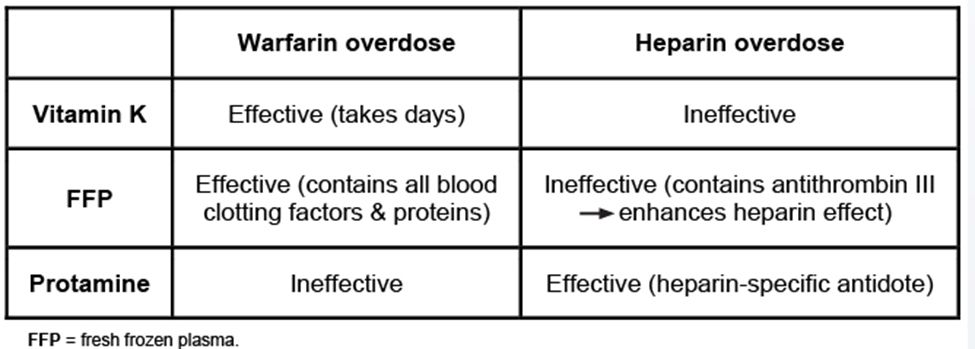 Warfarin overdose Heparin overdose
Vitamin K Effective (takes days) Ineffective
FFP Effective (contains all blood clotting factors & proteins) Ineffective (contains antithrombin III → enhances heparin effect)
Protamine Ineffective Effective (heparin-specific antidote)
FFP = fresh frozen plasma.